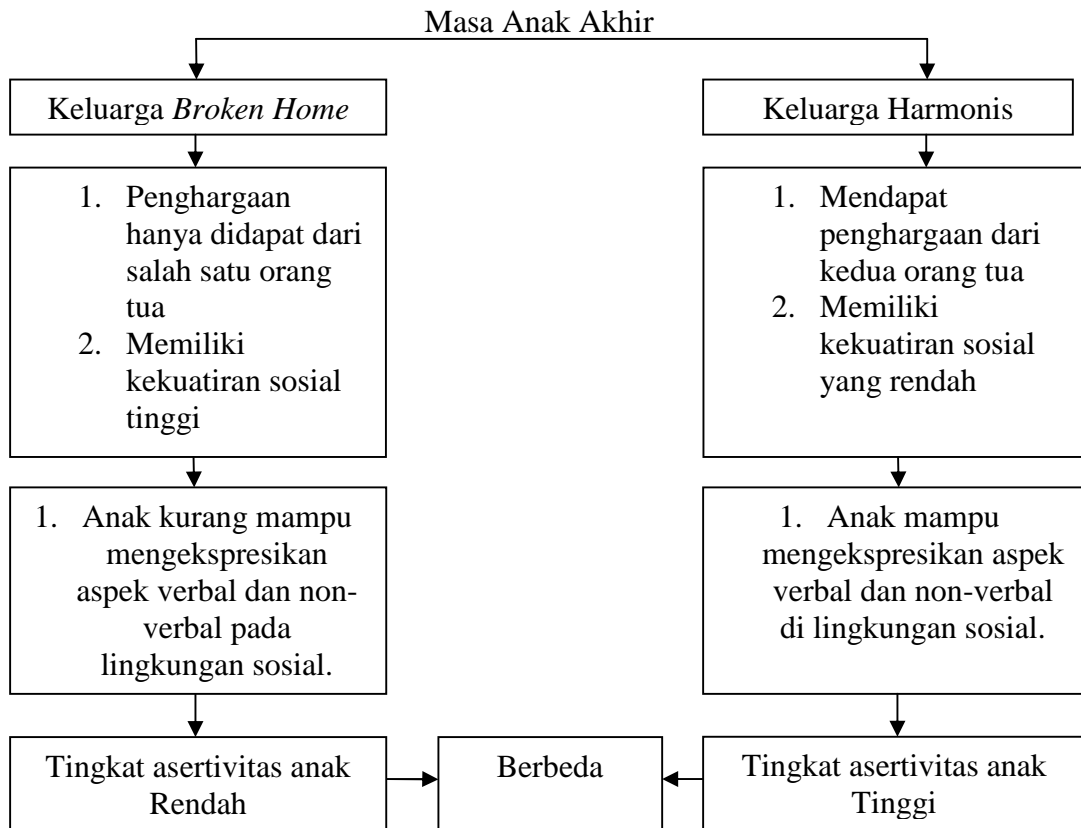 Masa Anak Akhir
Keluarga Broken Home
Keluarga Harmonis
1. Penghargaan
hanya didapat dari
salah satu orang
tua
2. Memiliki
kekuatiran sosial
tinggi
1. Mendapat
penghargaan dari
kedua orang tua
2. Memiliki
kekuatiran sosial
yang rendah
1. Anak kurang mampu
mengekspresikan
aspek verbal dan non-
verbal pada
lingkungan sosial.
1. Anak mampu
mengekspresikan aspek
verbal dan non-verbal
di lingkungan sosial.
Tingkat asertivitas anak
Rendah
Berbeda
Tingkat asertivitas anak
Tinggi